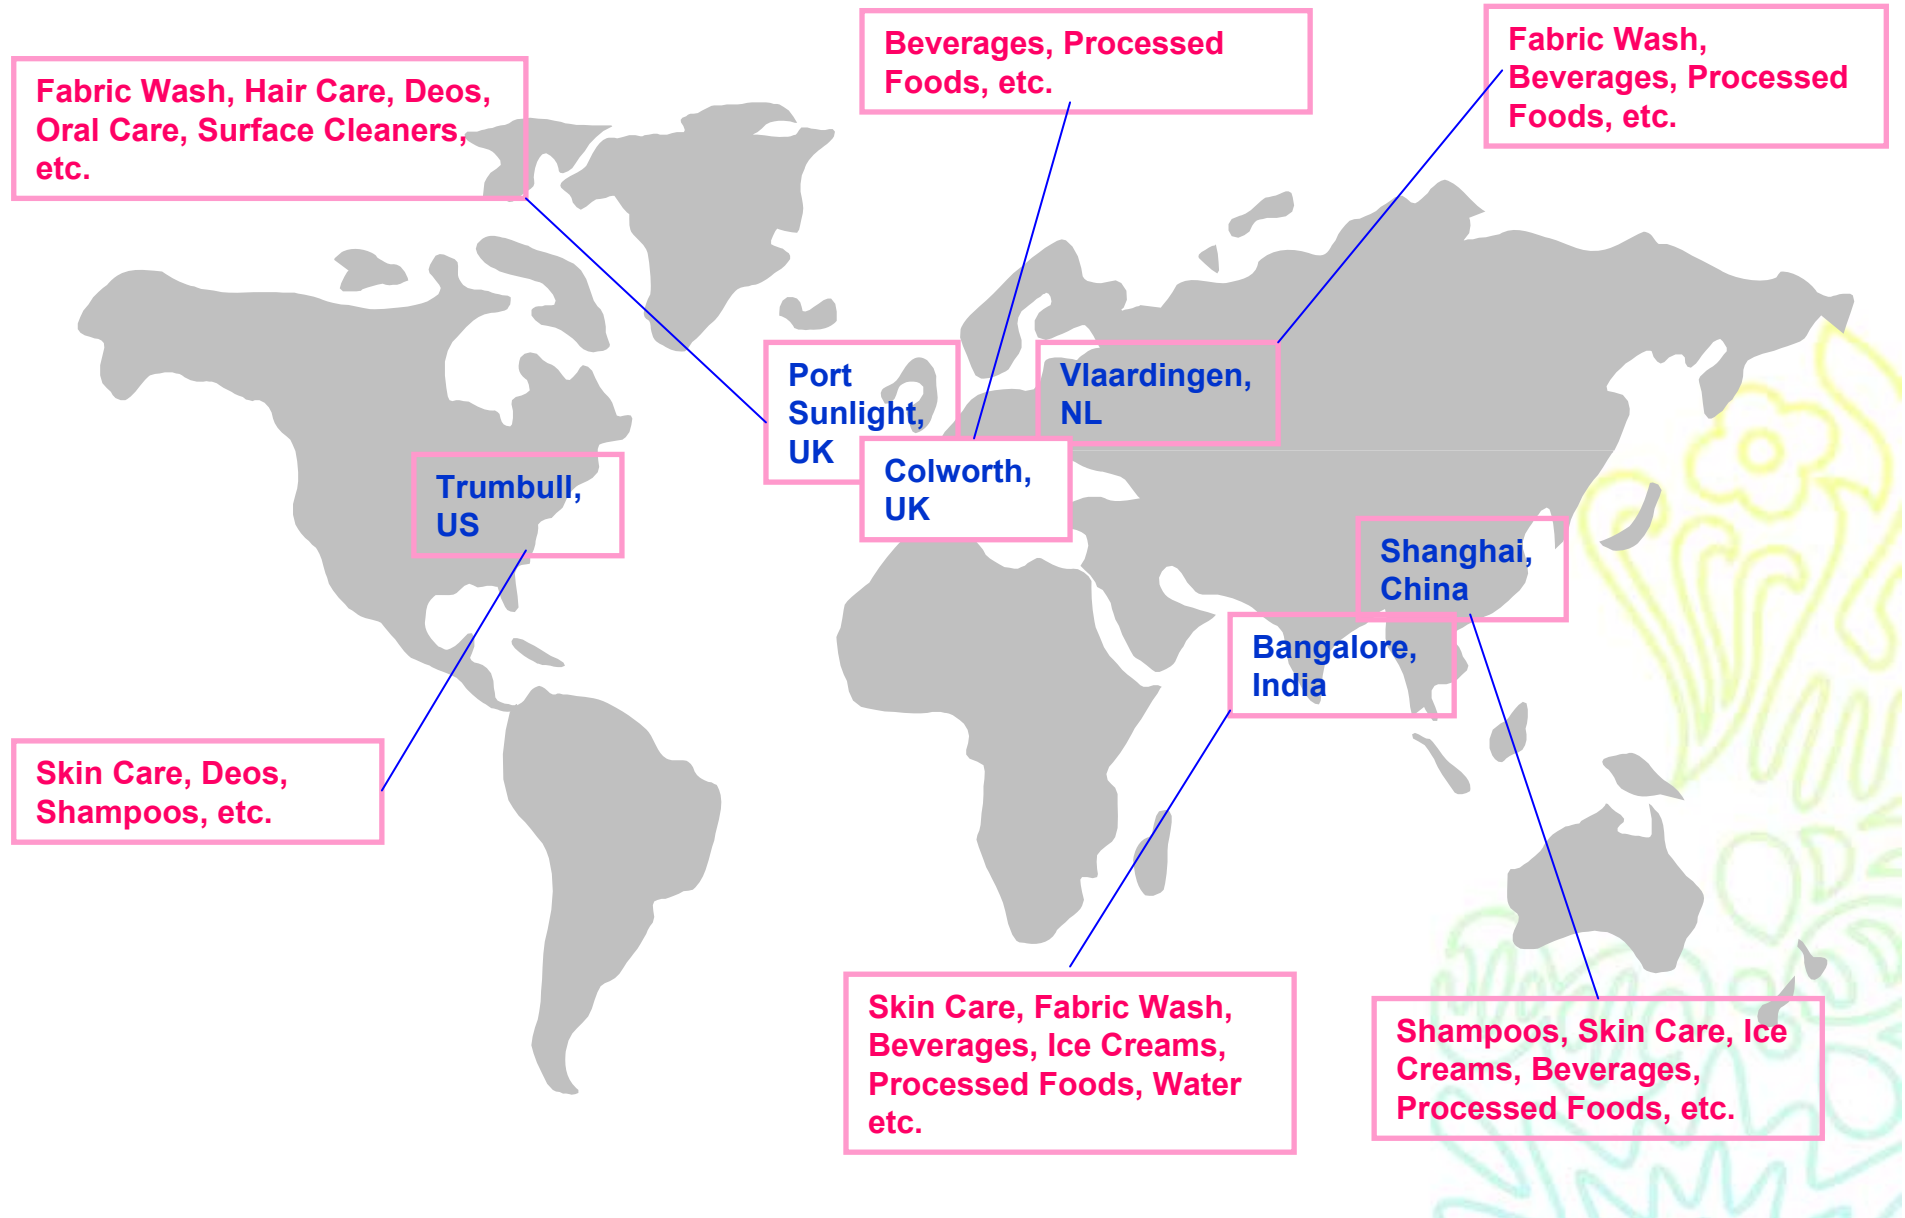 Fabric Wash, Hair Care, Deos,
Oral Care, Surface Cleaners,
etc.
Beverages, Processed
Foods, etc.
Fabric Wash,
Beverages, Processed
Foods, etc.
Port
Sunlight,
UK
Vlaardingen,
NL
Colworth,
UK
Trumbull,
US
Shanghai,
China
Bangalore,
India
Skin Care, Deos,
Shampoos, etc.
Skin Care, Fabric Wash,
Beverages, Ice Creams,
Processed Foods, Water
etc.
Shampoos, Skin Care, Ice
Creams, Beverages,
Processed Foods, etc.